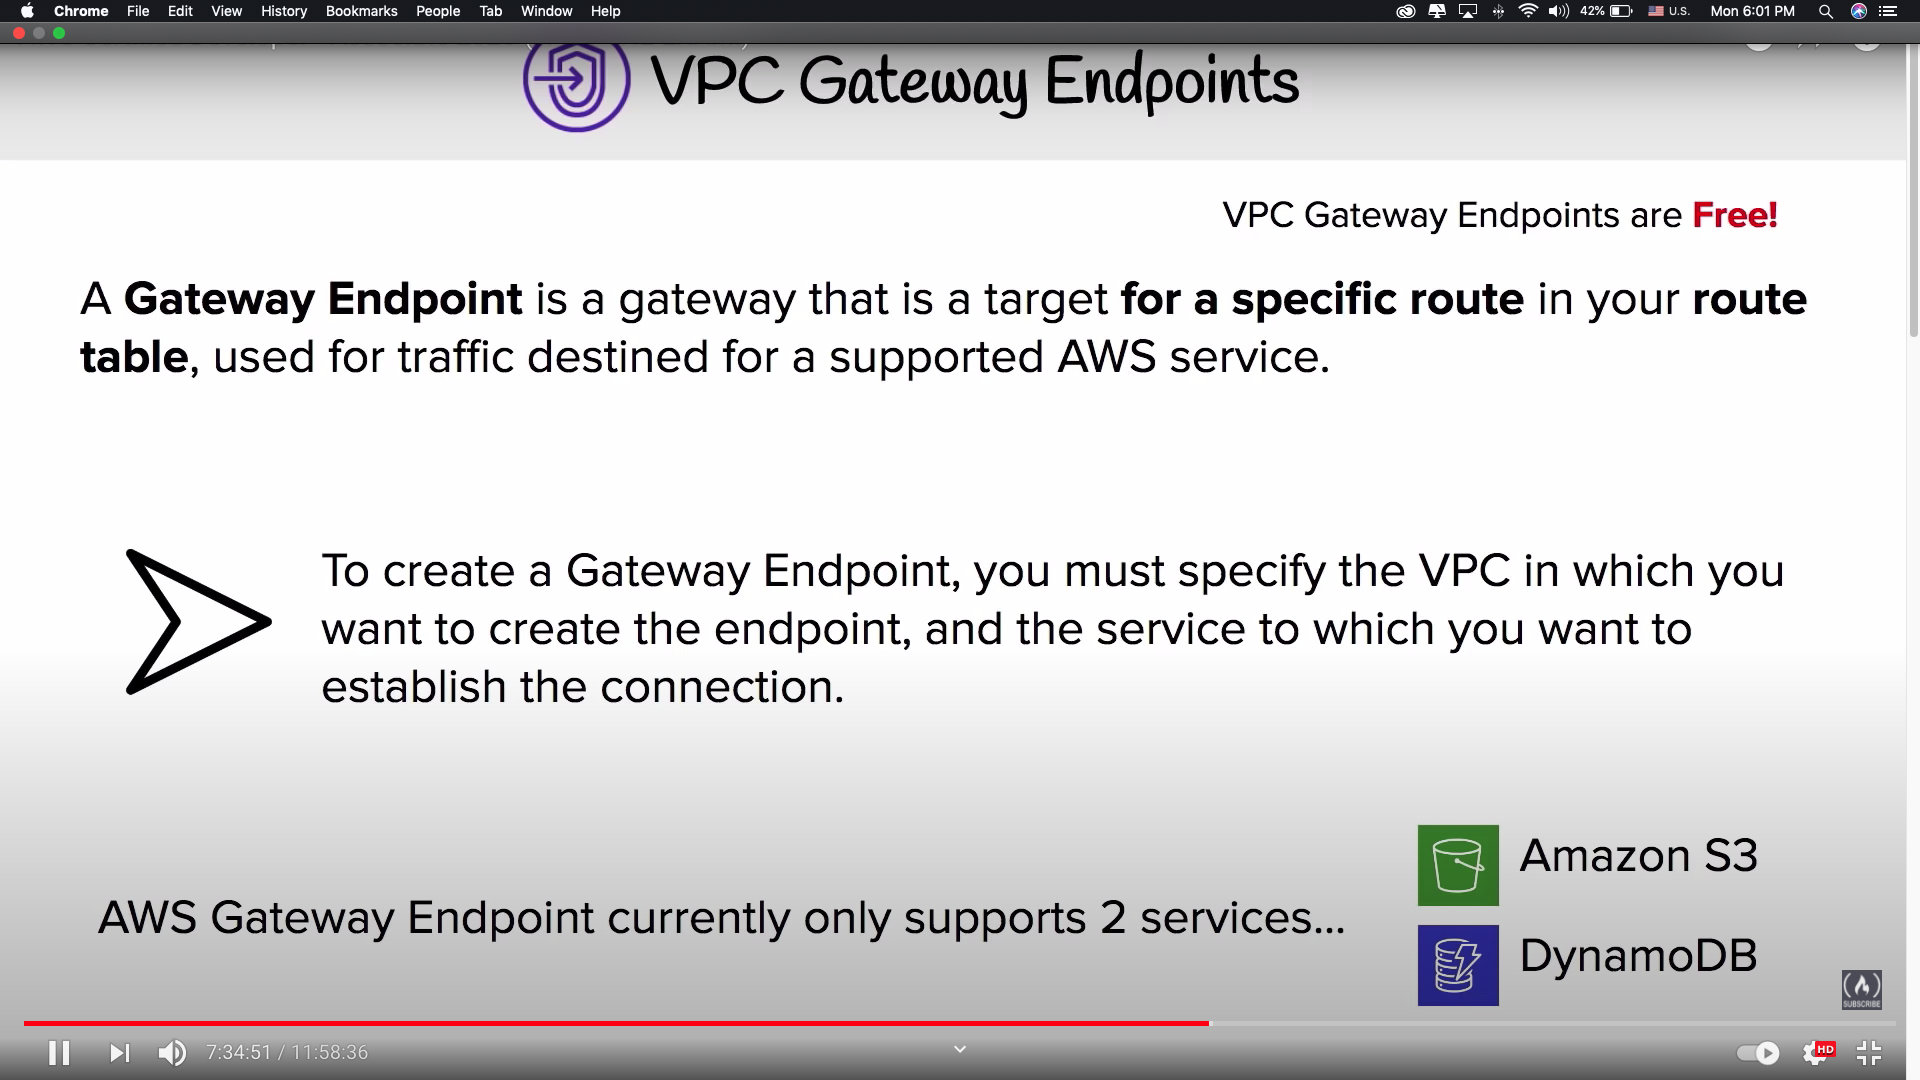 Chrome File Edit View History Bookmarks People Tab Window Help 42% U.S. Mon 6:01 PM
VPC Gateway Endpoints
VPC Gateway Endpoints are Free!
A Gateway Endpoint is a gateway that is a target for a specific route in your route
table, used for traffic destined for a supported AWS service.
To create a Gateway Endpoint, you must specify the VPC in which you
want to create the endpoint, and the service to which you want to
establish the connection.
Amazon S3
AWS Gateway Endpoint currently only supports 2 services...
DynamoDB
SUBSCRIBE
7:34:51 / 11:58:36
HD